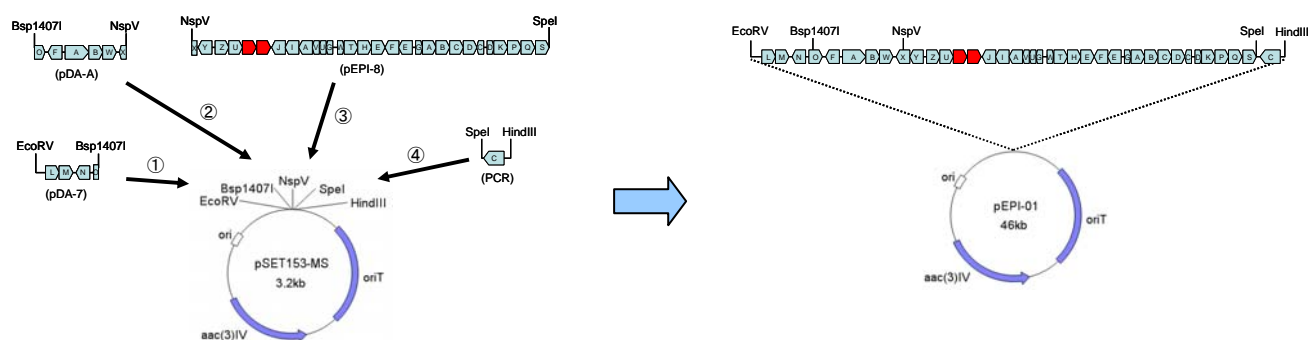 Bsp1407I NspV
O F A B W X
(pDA-A)
NspV SpeI
X Y Z U J I A V U G W T H E F E G A B C D C D K P Q S
(pEPI-8)
② ③
EcoRV Bsp1407I
L M N
(pDA-7)
① ④
SpeI HindIII
C
(PCR)
EcoRV Bsp1407I NspV SpeI HindIII
ori
pSET153-MS
3.2kb
oriT
aac(3)IV
EcoRV Bsp1407I NspV SpeI HindIII
L M N O F A B W X Y Z U J I A V U G W T H E F E G A B C D C D K P Q S C
ori
pEPI-01
46kb
oriT
aac(3)IV